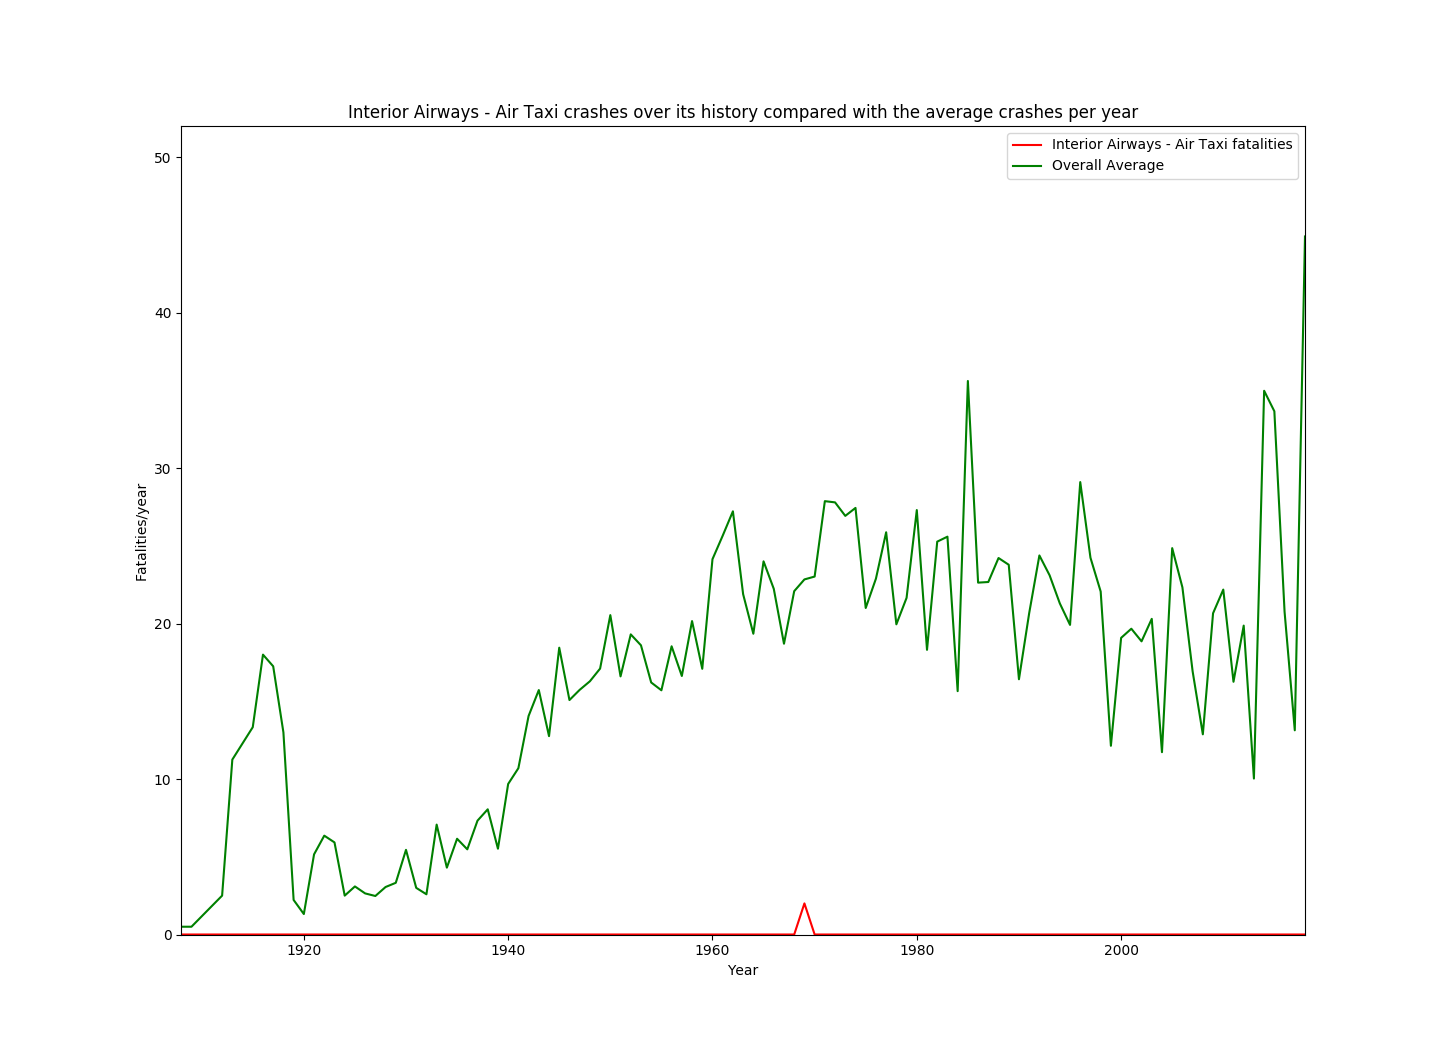 Interior Airways - Air Taxi crashes over its history compared with the average crashes per year
Interior Airways - Air Taxi fatalities
Overall Average
50
40
30
20
10
0
Fatalities/year
1920 1940 1960 1980 2000
Year